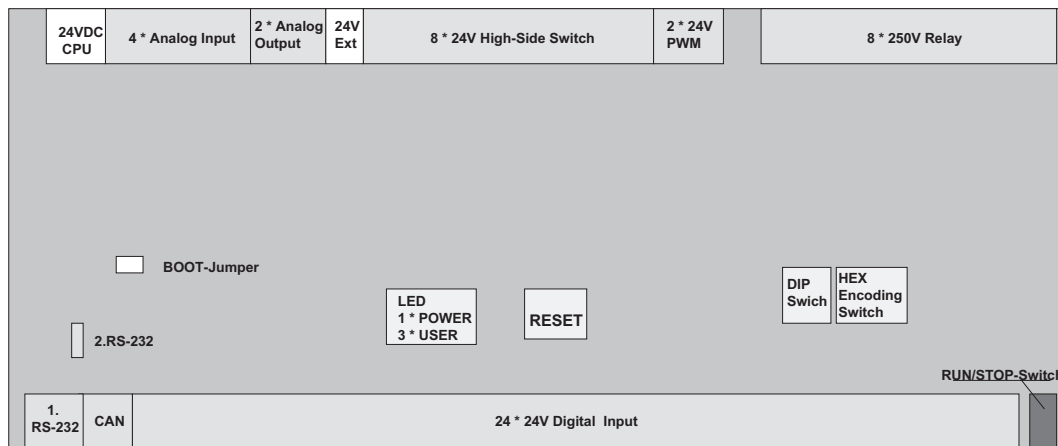 24VDC
CPU
4 * Analog Input
2 * Analog
Output
24V
Ext
8 * 24V High-Side Switch
2 * 24V
PWM
8 * 250V Relay
BOOT-Jumper
LED
1 * POWER
3 * USER
RESET
DIP
Swich
HEX
Encoding
Switch
2.RS-232
RUN/STOP-Switch
1.
RS-232
CAN
24 * 24V Digital Input